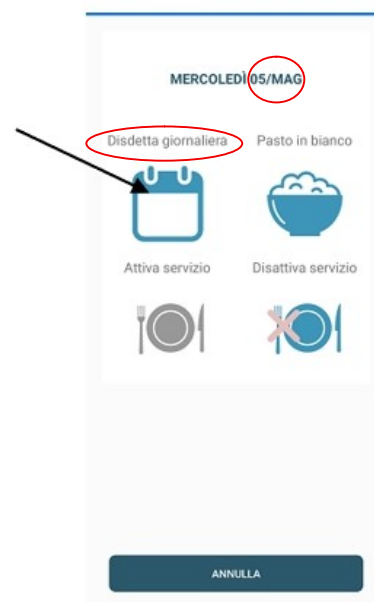 MERCOLEDÌ 05/MAG
Disdetta giornaliera Pasto in bianco
Attiva servizio Disattiva servizio
ANNULLA